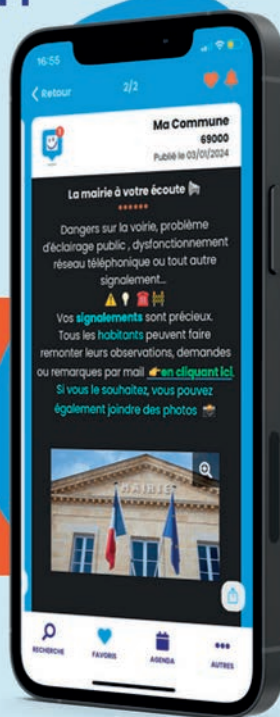 16:55
Retour
2/2
Ma Commune
69000
Publié le 03/01/2024
La mairie à votre écoute
Dangers sur la voirie, problème
d'éclairage public, dysfonctionnement
réseau téléphonique ou tout autre
signalement...
Vos signalements sont précieux.
Tous les habitants peuvent faire
remonter leurs observations, demandes
ou remarques par mail en cliquant ici.
Si vous le souhaitez, vous pouvez
également joindre des photos
MAIRIE
RECHERCHE
FAVORIS
AGENDA
AUTRES